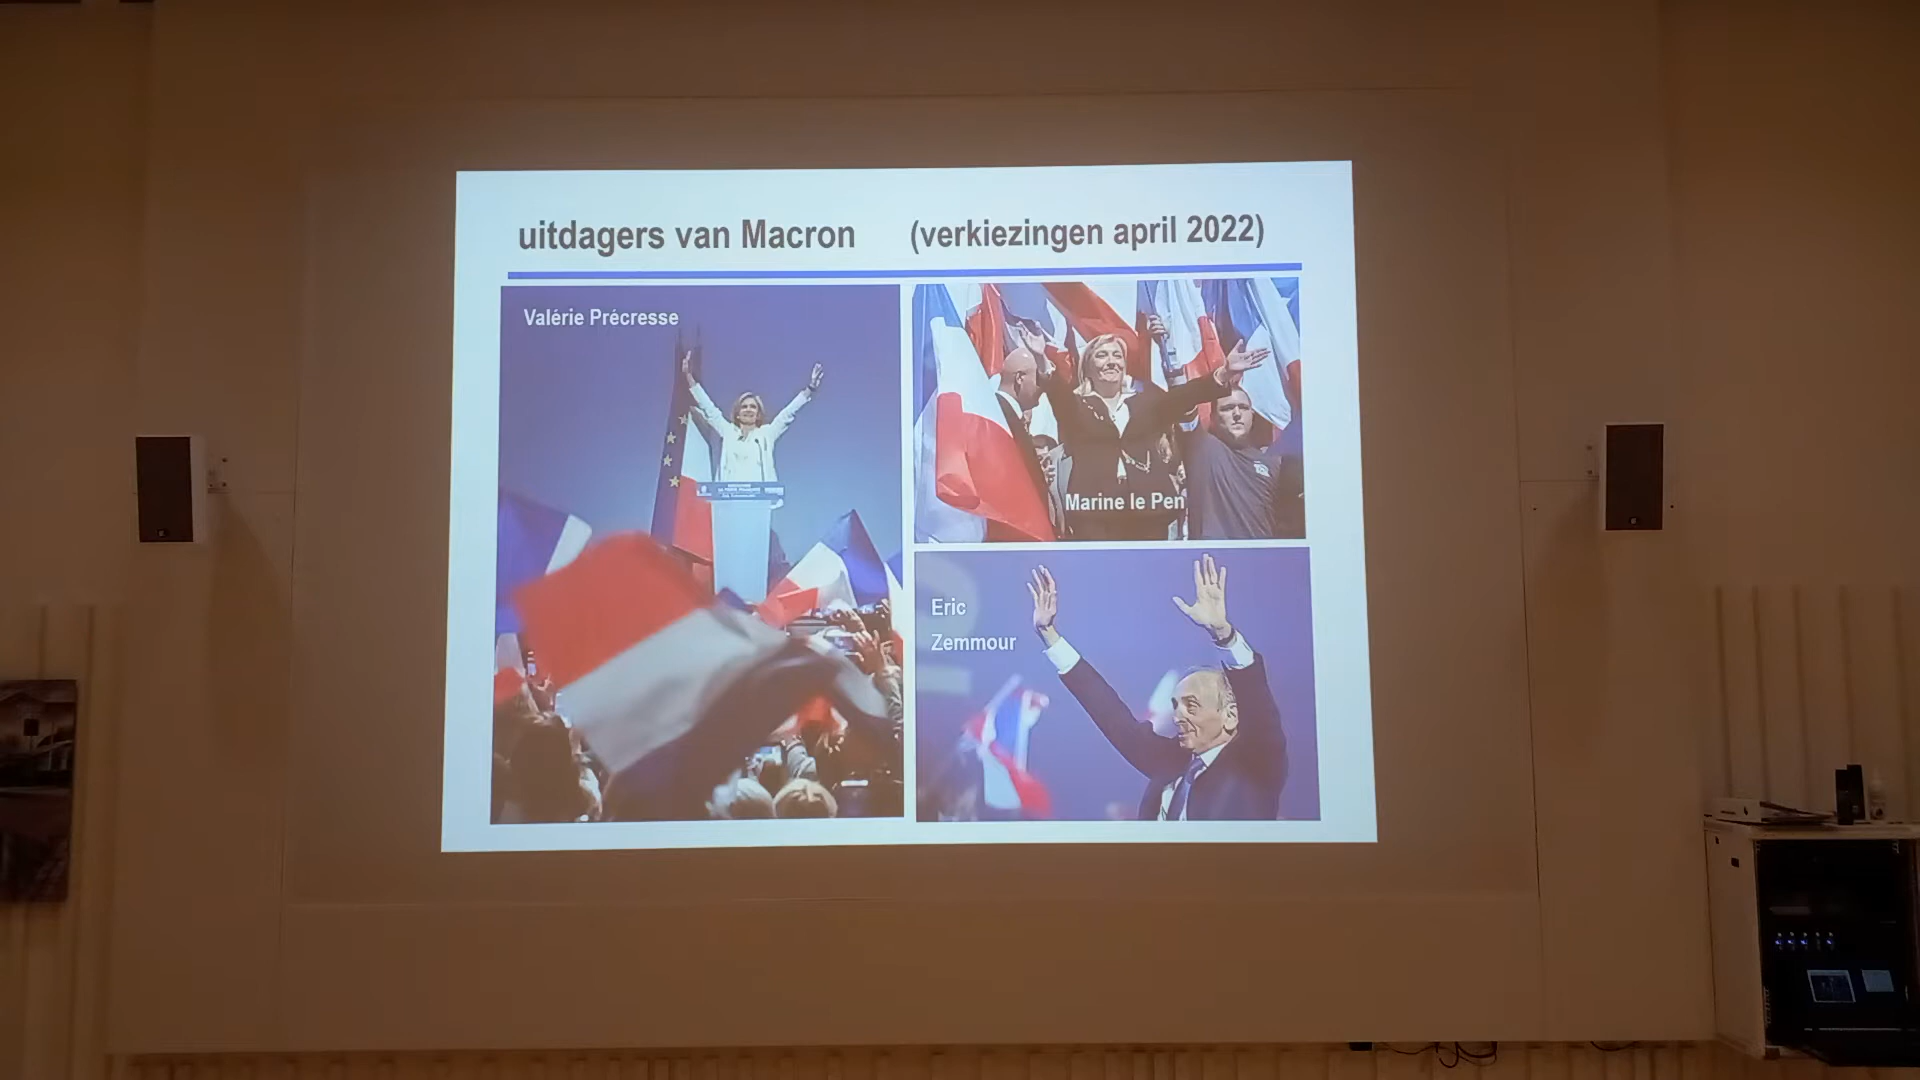 uitdagers van Macron (verkiezingen april 2022)
Valérie Précresse
Marine le Pen
Eric
Zemmour